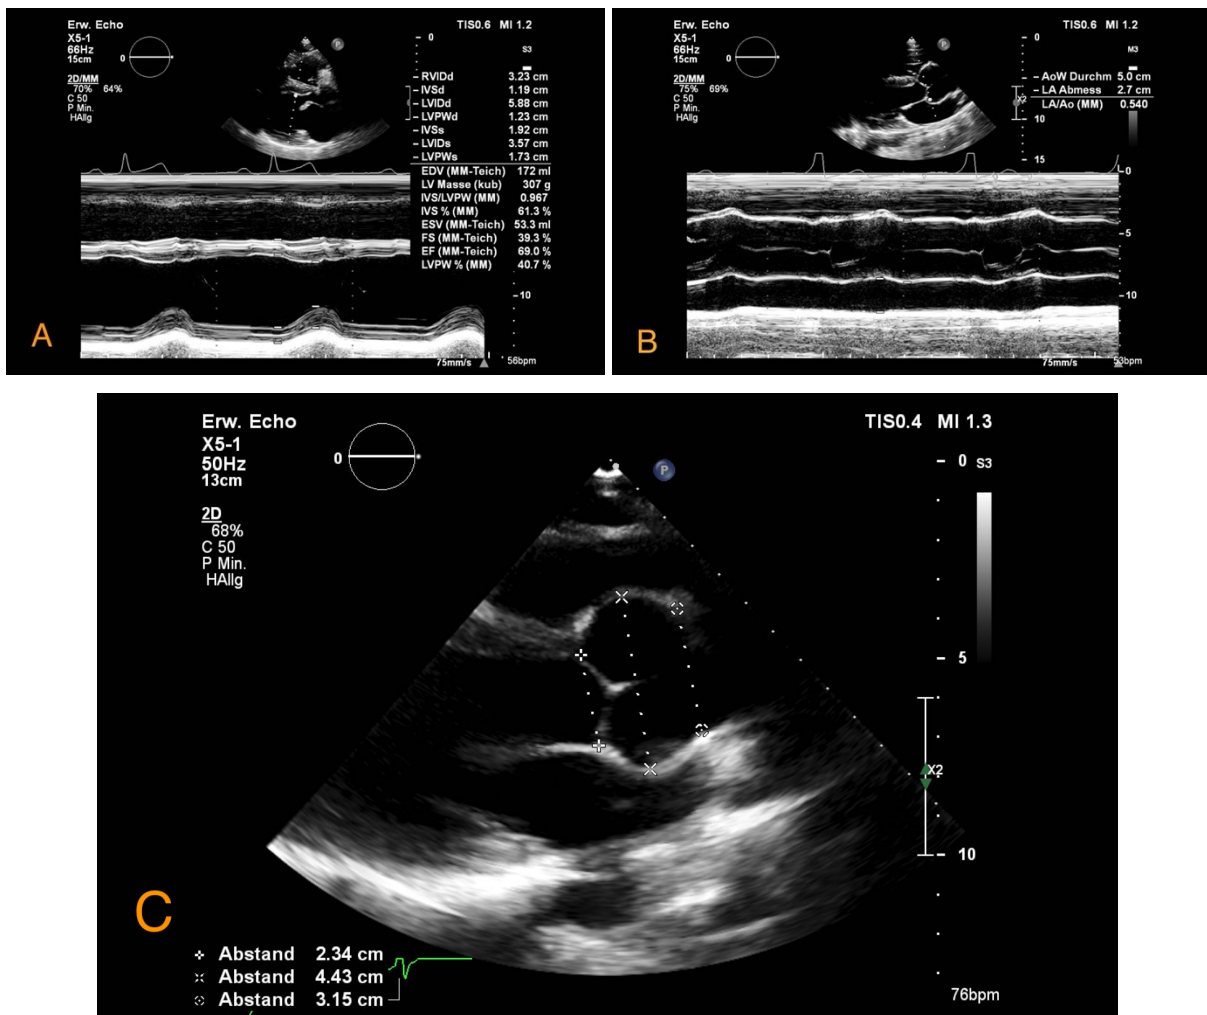 Erw. Echo
X5-1
66Hz
15cm
0
2D/MM
70% 64%
C 50
P Min.
HAllg
TIS0.6 MI 1.2
P
0
S3
RVIDd 3.23 cm
IVSd 1.19 cm
LVIDd 5.88 cm
LVPWd 1.23 cm
IVSs 1.92 cm
LVIDs 3.57 cm
LVPWs 1.73 cm
EDV (MM-Teich) 172 ml
LV Masse (kub) 307 g
IVS/LVPW (MM) 0.967
IVS % (MM) 61.3 %
ESV (MM-Teich) 53.3 ml
FS (MM-Teich) 39.3 %
EF (MM-Teich) 69.0 %
LVPW % (MM) 40.7 %
10
A
75mm/s
56bpm
Erw. Echo
X5-1
66Hz
15cm
0
2D/MM
75% 69%
C 50
P Min.
HAllg
TIS0.6 MI 1.2
P
0
M3
AoW Durchm 5.0 cm
LA Abmess 2.7 cm
LA/Ao (MM) 0.540
X2
10
15
0
5
10
B
75mm/s
53bpm
Erw. Echo
X5-1
50Hz
13cm
0
2D
68%
C 50
P Min.
HAllg
TIS0.4 MI 1.3
P
0 S3
5
X2
10
C
Abstand 2.34 cm
Abstand 4.43 cm
Abstand 3.15 cm
76bpm